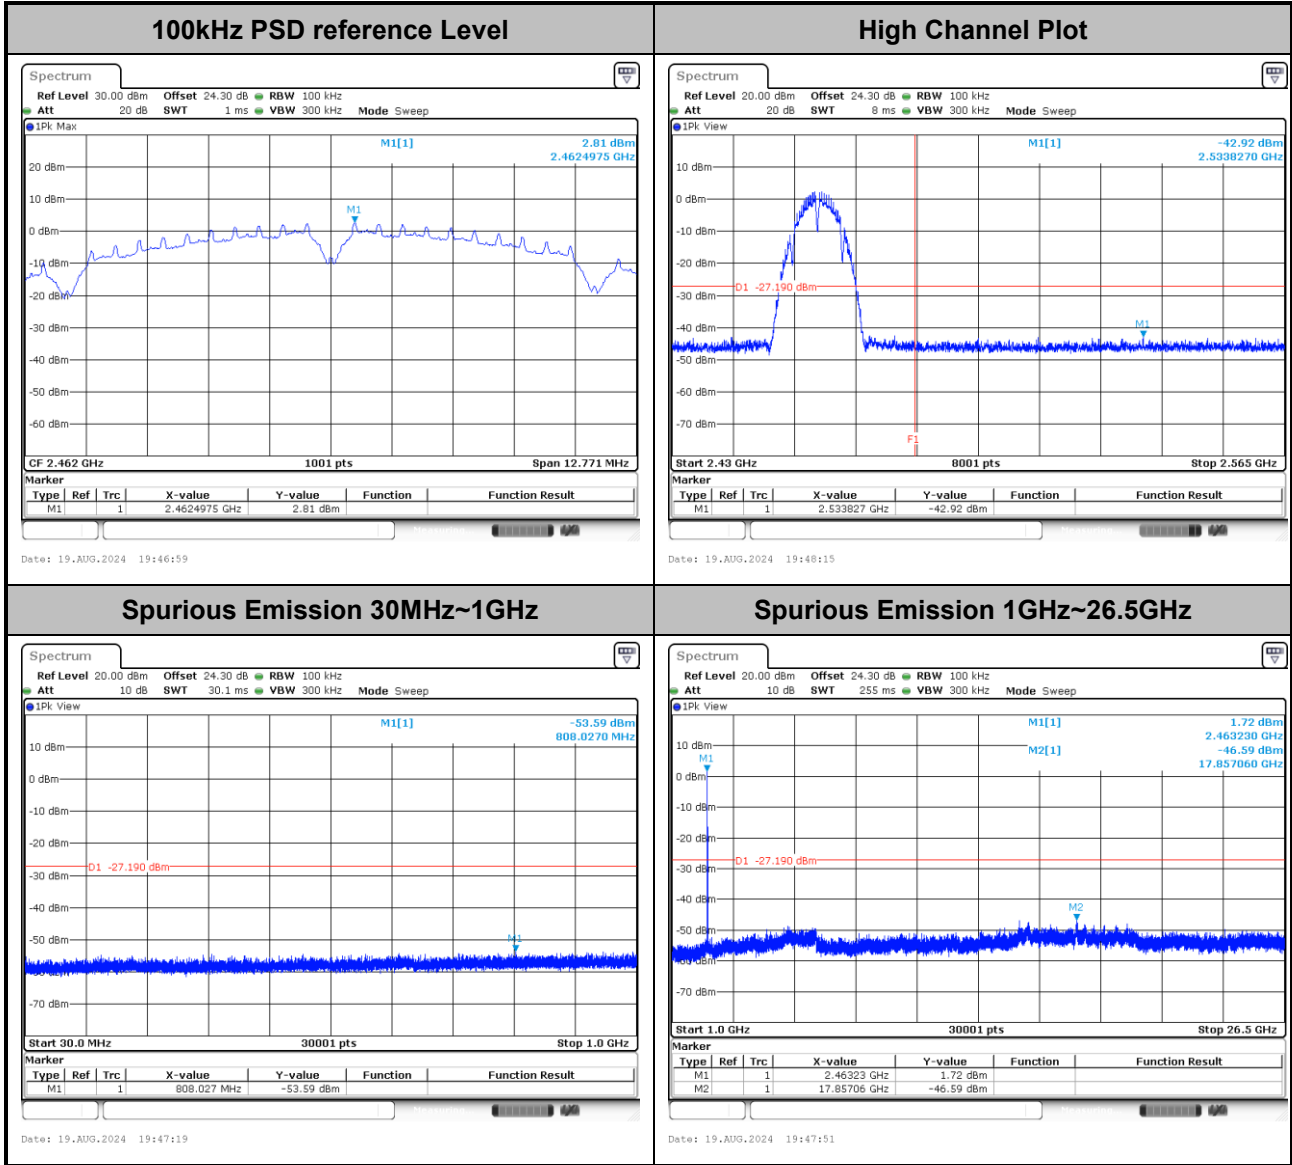 100kHz PSD reference Level
High Channel Plot
Spectrum
Ref Level 30.00 dBm Offset 24.30 dB RBW 100 kHz
Att 20 dB SWT 1 ms VBW 300 kHz Mode Sweep
1Pk Max
M1[1] 2.81 dBm
2.4624975 GHz
20 dBm
10 dBm
M1
0 dBm
-10 dBm
-20 dBm
-30 dBm
-40 dBm
-50 dBm
-60 dBm
CF 2.462 GHz 1001 pts Span 12.771 MHz
Marker
Type Ref Trc X-value Y-value Function Function Result
M1 1 2.4624975 GHz 2.81 dBm
Date: 19.AUG.2024 19:46:59
Spectrum
Ref Level 20.00 dBm Offset 24.30 dB RBW 100 kHz
Att 20 dB SWT 8 ms VBW 300 kHz Mode Sweep
1Pk View
M1[1] -42.92 dBm
2.5338270 GHz
10 dBm
0 dBm
-10 dBm
-20 dBm
D1 -27.190 dBm
-30 dBm
M1
-40 dBm
-50 dBm
-60 dBm
-70 dBm
F1
Start 2.43 GHz 8001 pts Stop 2.565 GHz
Marker
Type Ref Trc X-value Y-value Function Function Result
M1 1 2.533827 GHz -42.92 dBm
Date: 19.AUG.2024 19:48:15
Spurious Emission 30MHz~1GHz
Spurious Emission 1GHz~26.5GHz
Spectrum
Ref Level 20.00 dBm Offset 24.30 dB RBW 100 kHz
Att 10 dB SWT 30.1 ms VBW 300 kHz Mode Sweep
1Pk View
M1[1] -53.59 dBm
808.0270 MHz
10 dBm
0 dBm
-10 dBm
-20 dBm
D1 -27.190 dBm
-30 dBm
-40 dBm
-50 dBm
M1
-70 dBm
Start 30.0 MHz 30001 pts Stop 1.0 GHz
Marker
Type Ref Trc X-value Y-value Function Function Result
M1 1 808.027 MHz -53.59 dBm
Date: 19.AUG.2024 19:47:19
Spectrum
Ref Level 20.00 dBm Offset 24.30 dB RBW 100 kHz
Att 10 dB SWT 255 ms VBW 300 kHz Mode Sweep
1Pk View
M1[1] 1.72 dBm
2.463230 GHz
M2[1] -46.59 dBm
17.857060 GHz
10 dBm
M1
0 dBm
-10 dBm
-20 dBm
D1 -27.190 dBm
-30 dBm
-40 dBm
M2
-50 dBm
-60 dBm
-70 dBm
Start 1.0 GHz 30001 pts Stop 26.5 GHz
Marker
Type Ref Trc X-value Y-value Function Function Result
M1 1 2.46323 GHz 1.72 dBm
M2 1 17.85706 GHz -46.59 dBm
Date: 19.AUG.2024 19:47:51